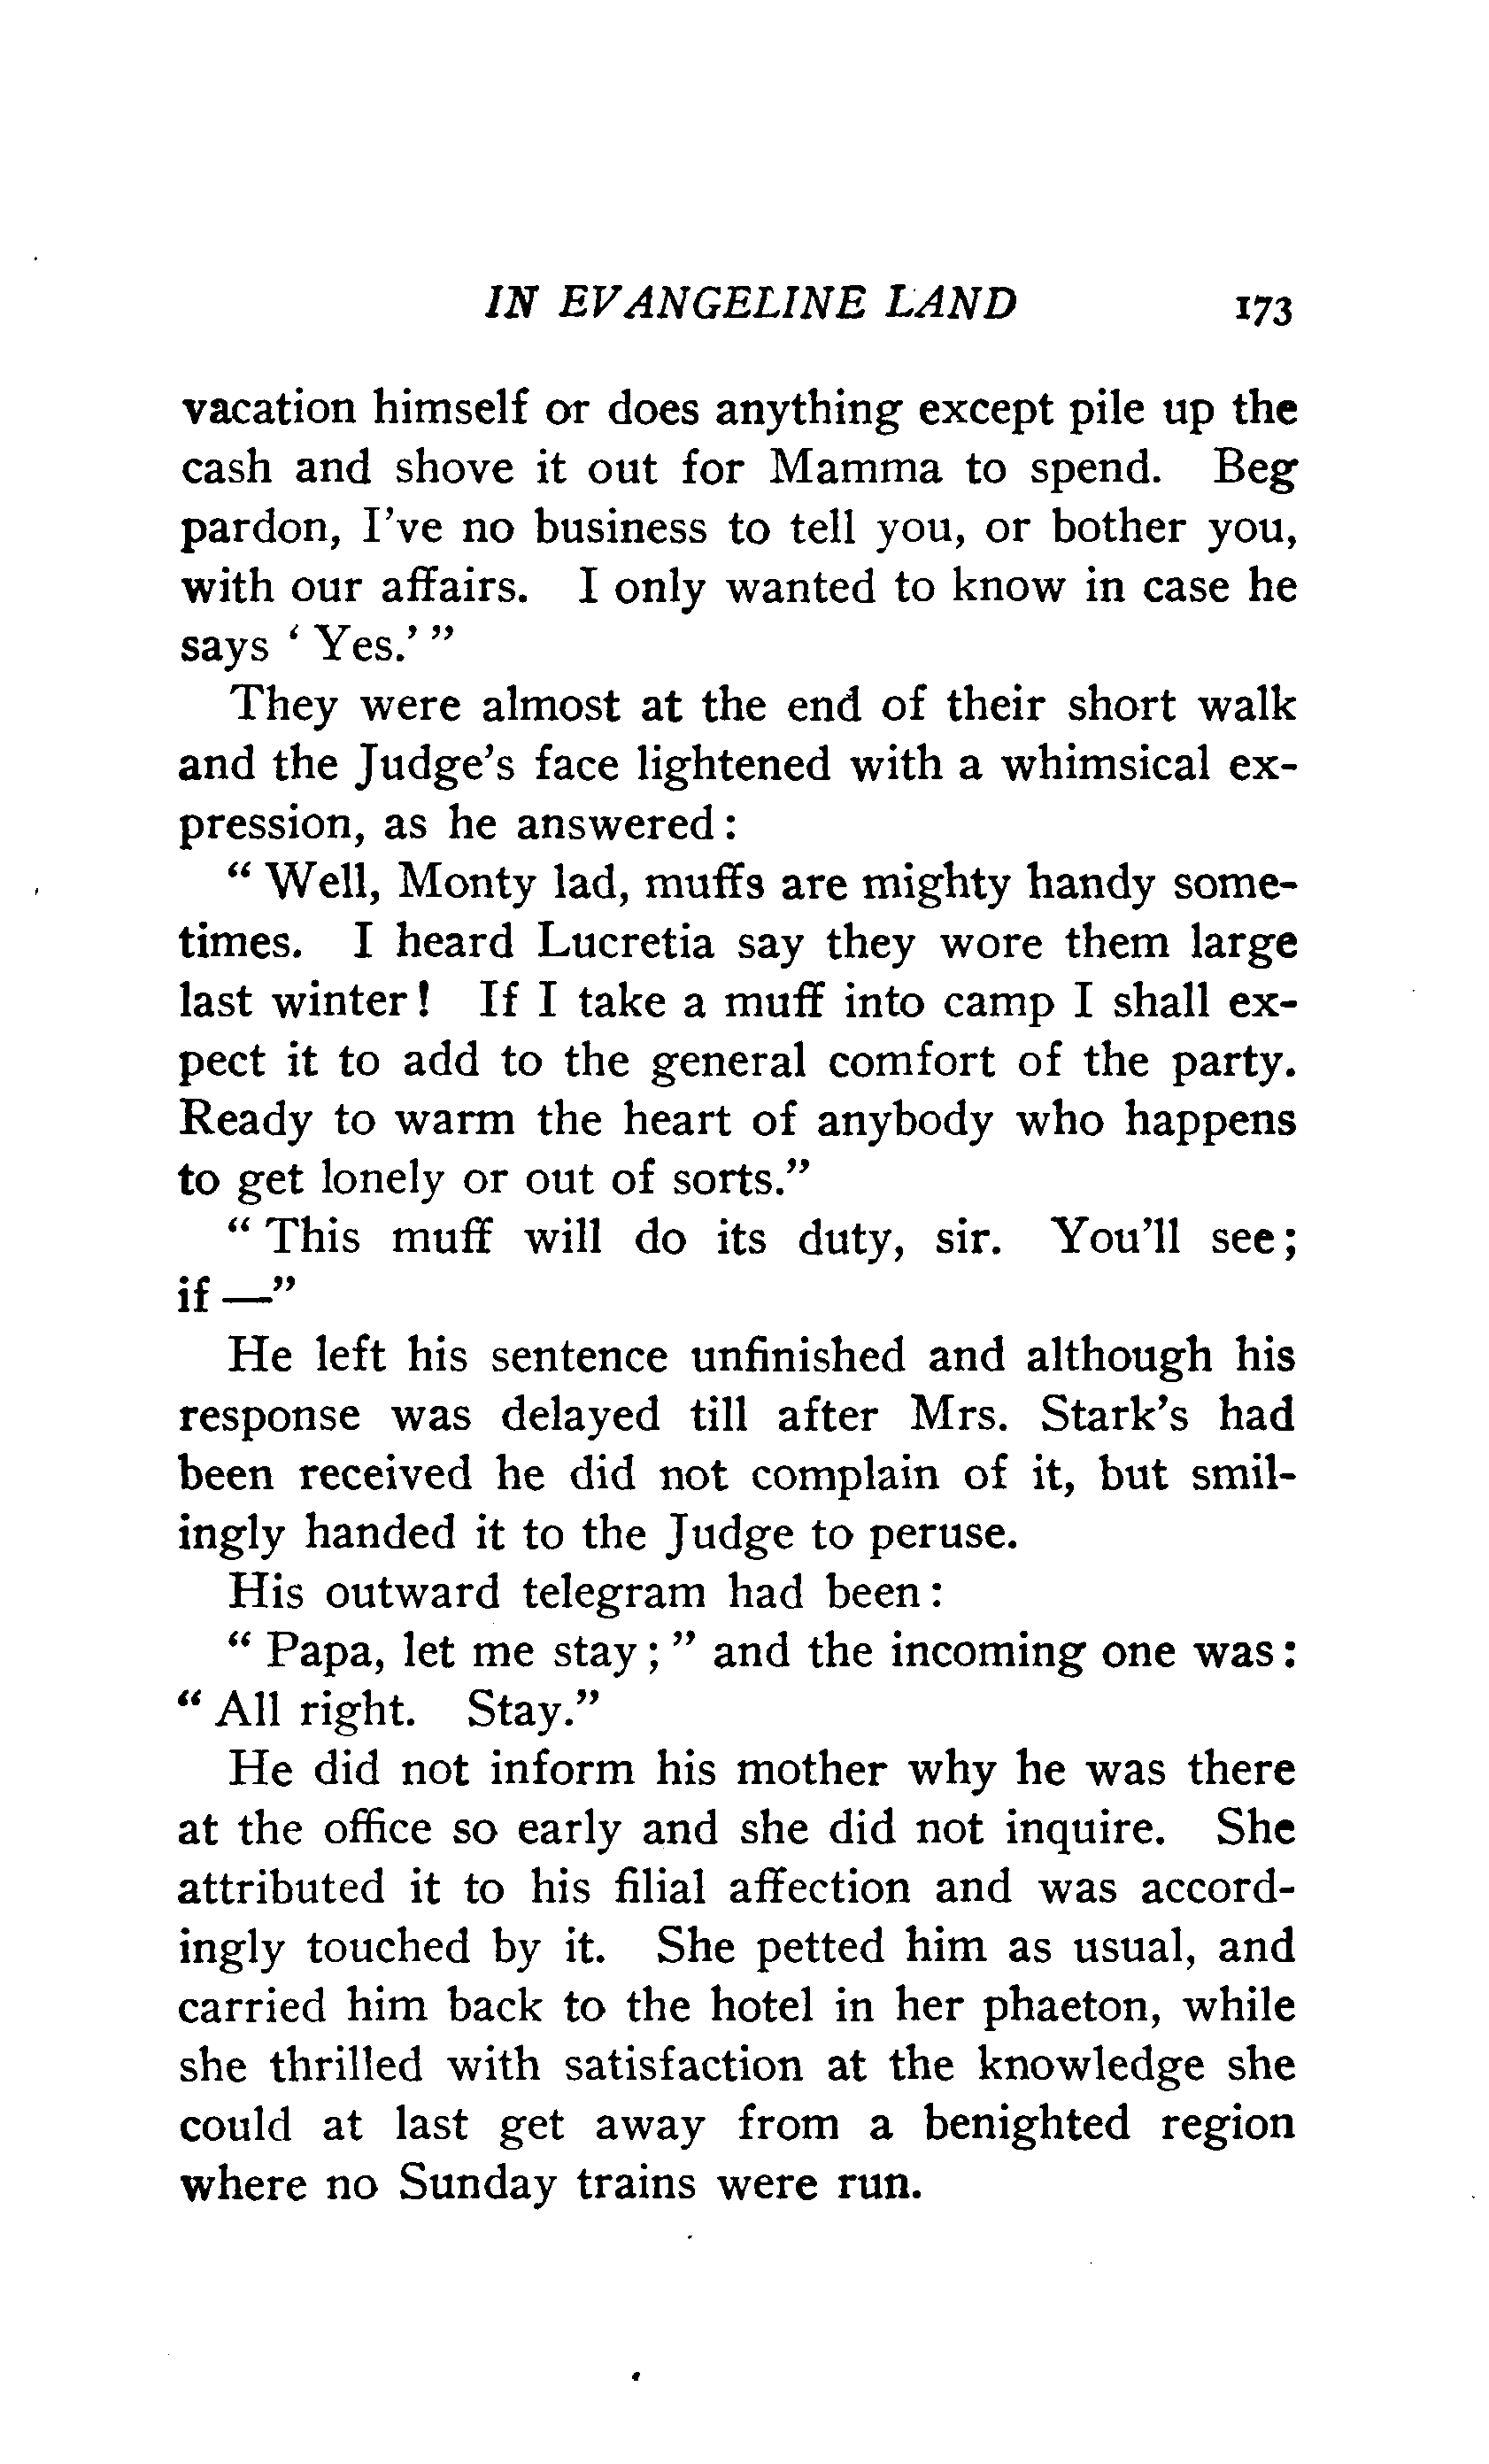 IN EVANGELINE LAND 173
vacation himself or does anything except pile up the
cash and shove it out for Mamma to spend. Beg
pardon, I've no business to tell you, or bother you,
with our affairs. I only wanted to know in case he
says ‘ Yes.’ ”
They were almost at the end of their short walk
and the Judge's face lightened with a whimsical ex-
pression, as he answered :
“ Well, Monty lad, muffs are mighty handy some-
times. I heard Lucretia say they wore them large
last winter ! If I take a muff into camp I shall ex-
pect it to add to the general comfort of the party.
Ready to warm the heart of anybody who happens
to get lonely or out of sorts.”
“ This muff will do its duty, sir. You'll see ;
if —”
He left his sentence unfinished and although his
response was delayed till after Mrs. Stark's had
been received he did not complain of it, but smil-
ingly handed it to the Judge to peruse.
His outward telegram had been :
“ Papa, let me stay ; ” and the incoming one was :
“ All right. Stay.”
He did not inform his mother why he was there
at the office so early and she did not inquire. She
attributed it to his filial affection and was accord-
ingly touched by it. She petted him as usual, and
carried him back to the hotel in her phaeton, while
she thrilled with satisfaction at the knowledge she
could at last get away from a benighted region
where no Sunday trains were run.